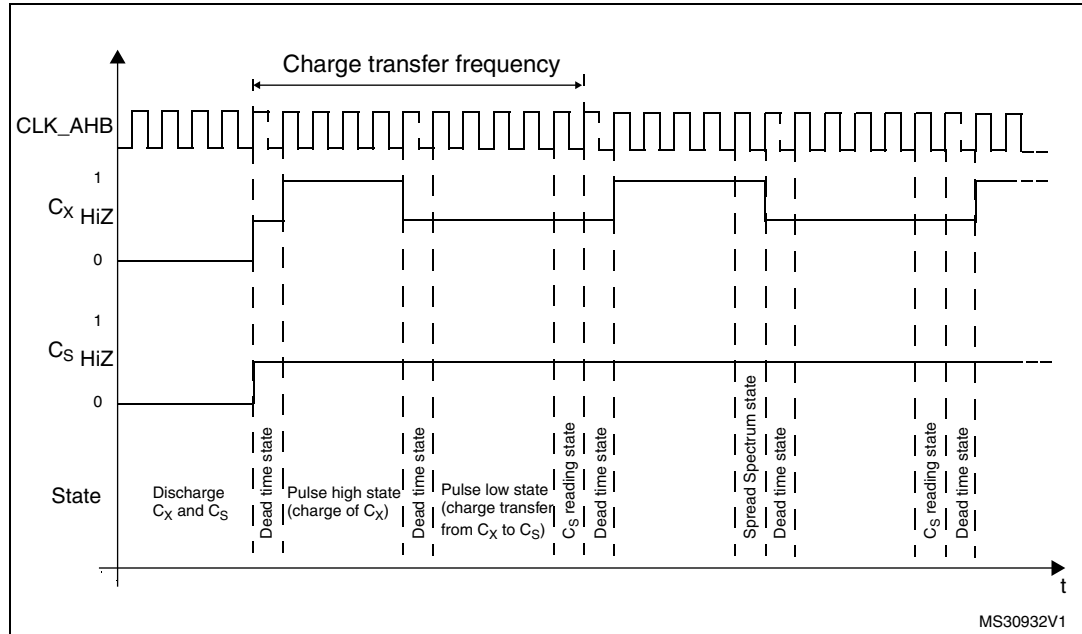 Charge transfer frequency
CLK_AHB
1
CX HiZ
0
1
CS HiZ
0
State
Discharge
CX and CS
Dead time state
Pulse high state
(charge of CX)
Dead time state
Pulse low state
(charge transfer
from CX to CS)
CS reading state
Dead time state
Spread Spectrum state
Dead time state
CS reading state
Dead time state
t
MS30932V1